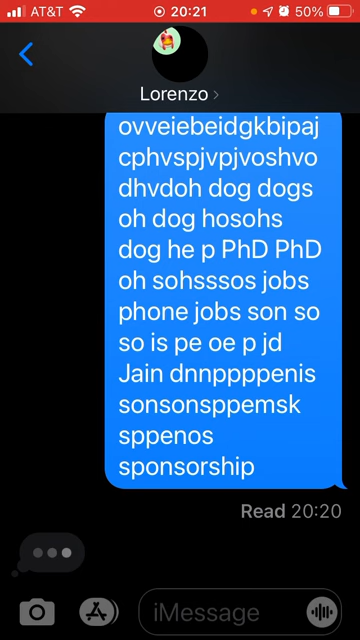 AT&T 20:21 50%
Lorenzo
ovveiebeidgkbipaj
cphvspjvpjvoshvo
dhvdoh dog dogs
oh dog hosohs
dog he p PhD PhD
oh sohsssos jobs
phone jobs son so
so is pe oe p jd
Jain dnnppppenis
sonsonsppemsk
sppenos
sponsorship
Read 20:20
iMessage